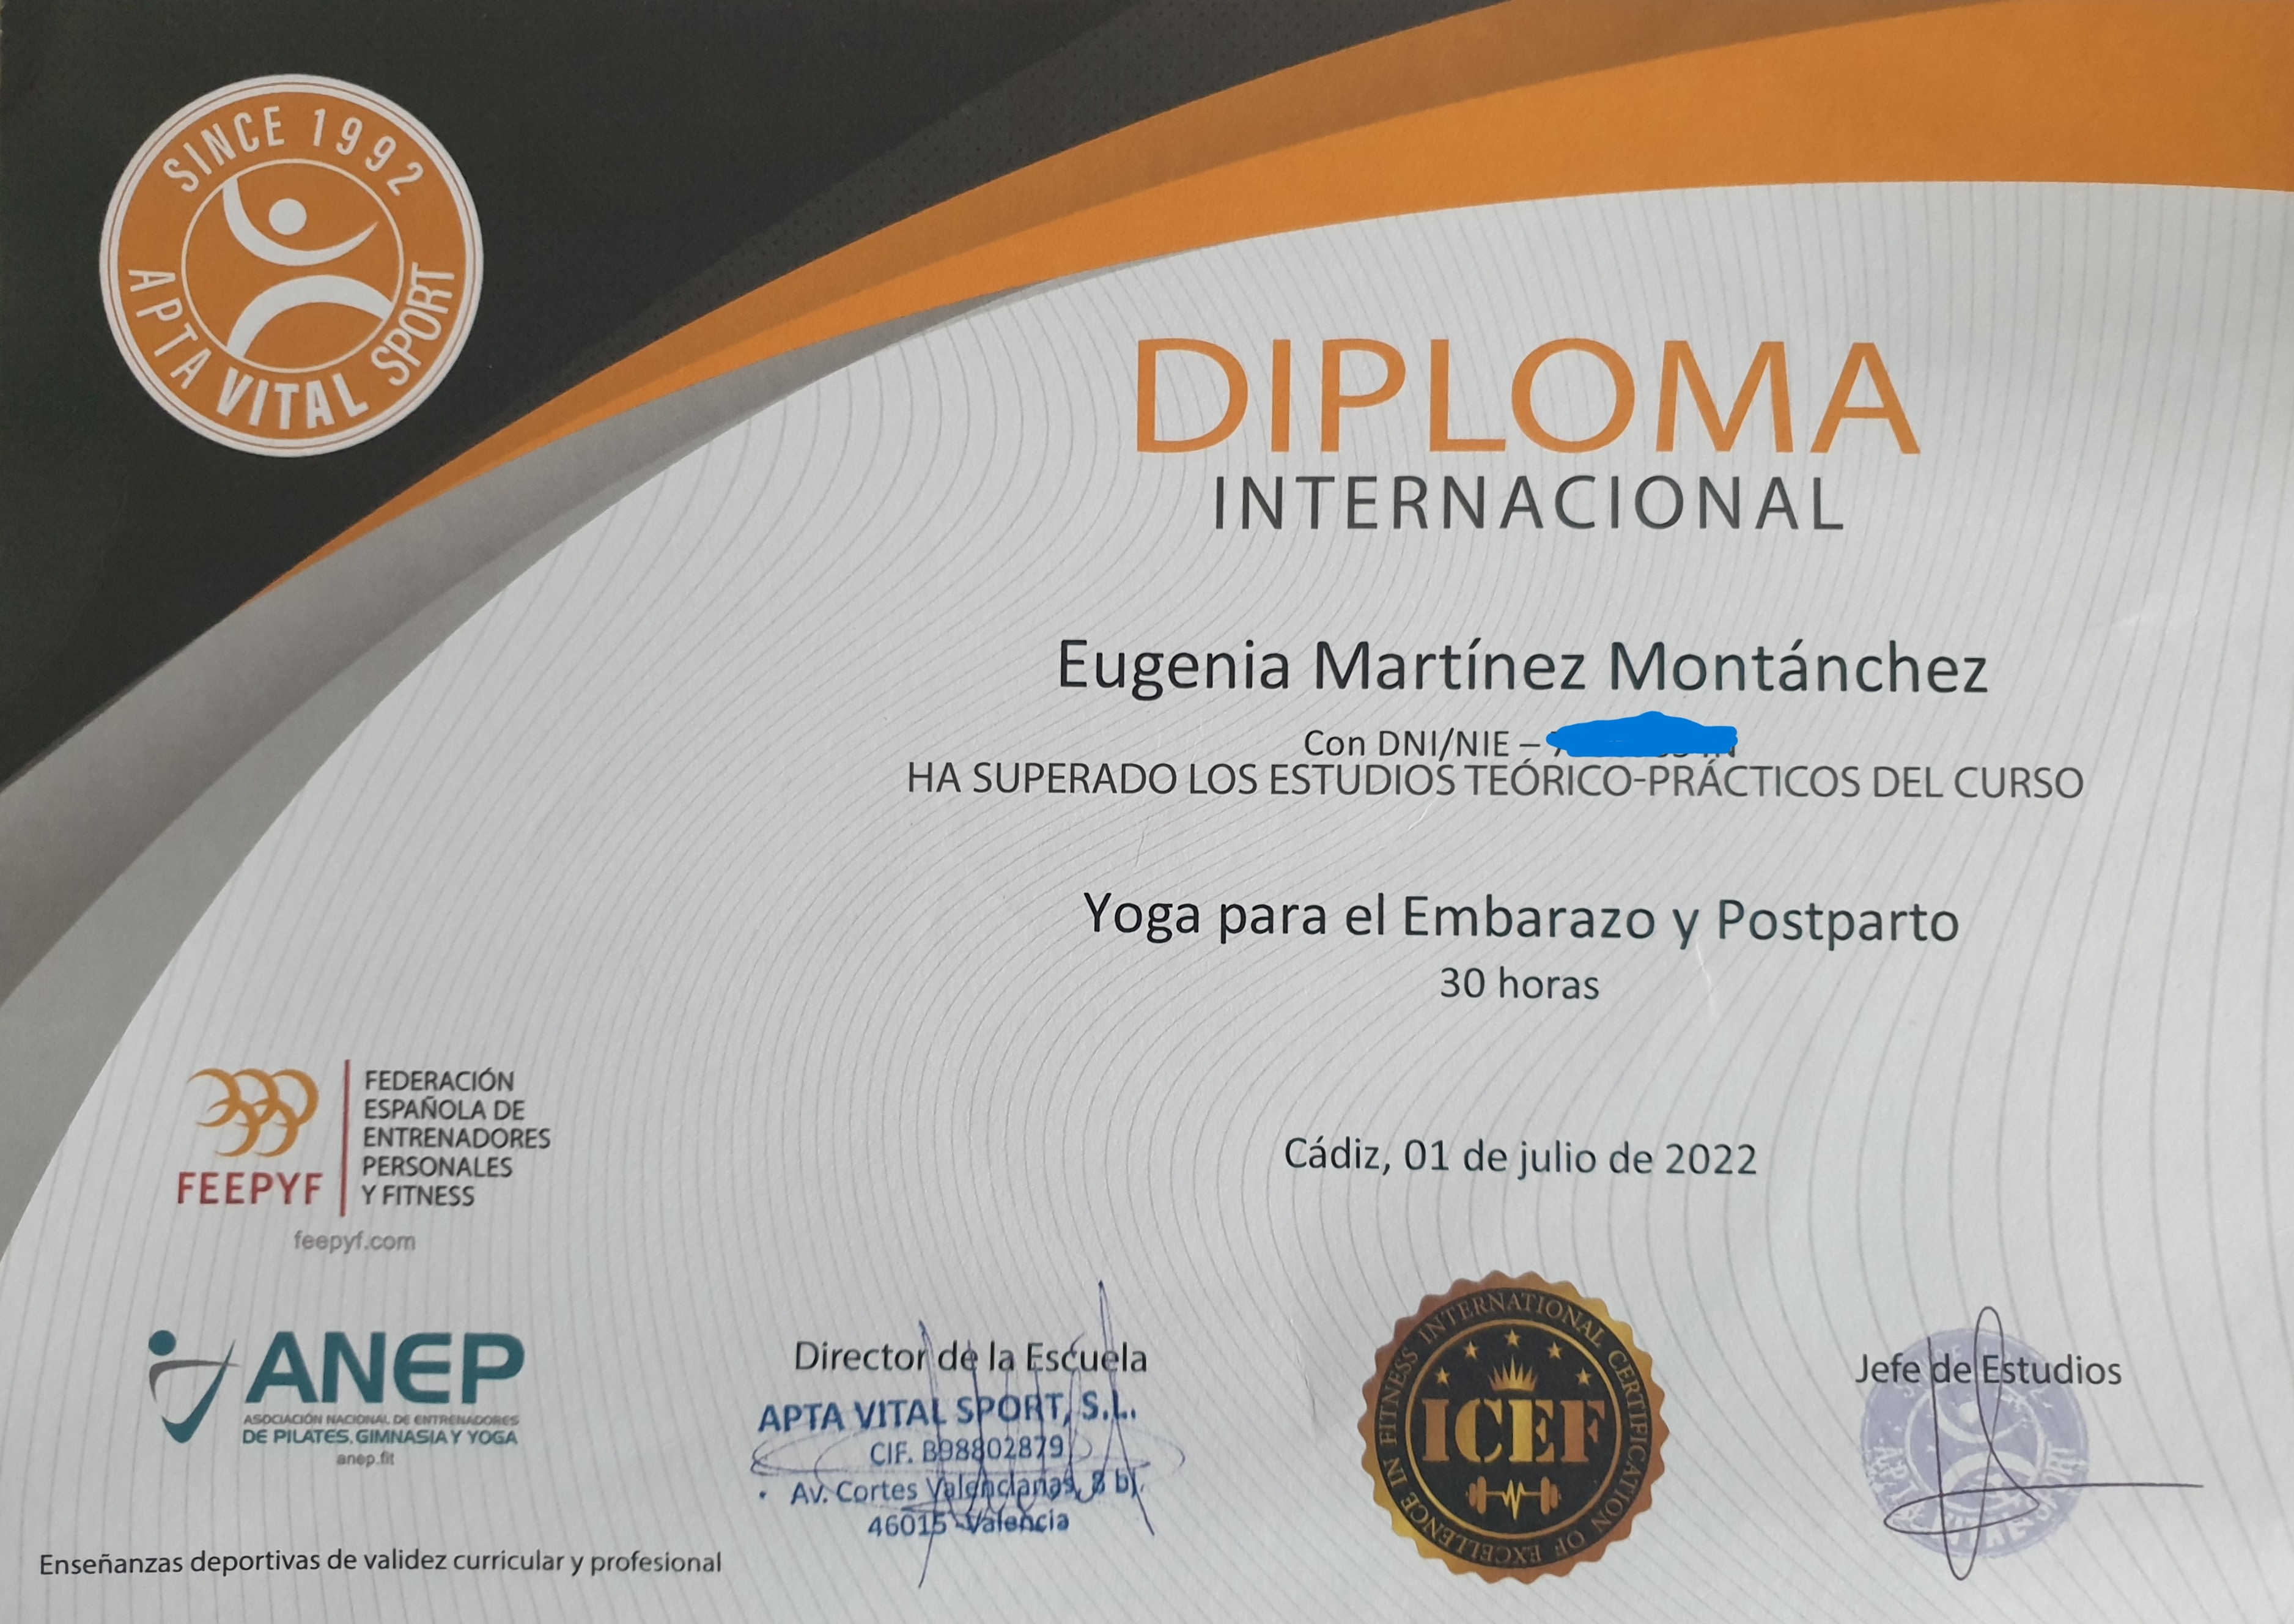 SINCE 1992
APTA VITAL SPORT
DIPLOMA
INTERNACIONAL
Eugenia Martínez Montánchez
Con DNI/NIE –
HA SUPERADO LOS ESTUDIOS TEÓRICO-PRÁCTICOS DEL CURSO
Yoga para el Embarazo y Postparto
30 horas
Cádiz, 01 de julio de 2022
FEEPYF
FEDERACIÓN
ESPAÑOLA DE
ENTRENADORES
PERSONALES
Y FITNESS
feepyf.com
ANEP
ASOCIACIÓN NACIONAL DE ENTRENADORES
DE PILATES, GIMNASIA Y YOGA
anep.fit
Director de la Escuela
APTA VITAL SPORT, S.L.
CIF. B98802879
Av. Cortes Valencianas, 8 bj.
46015 -Valencia
INTERNATIONAL CERTIFICATION OF EXCELLENCE IN FITNESS
ICEF
Jefe de Estudios
Enseñanzas deportivas de validez curricular y profesional